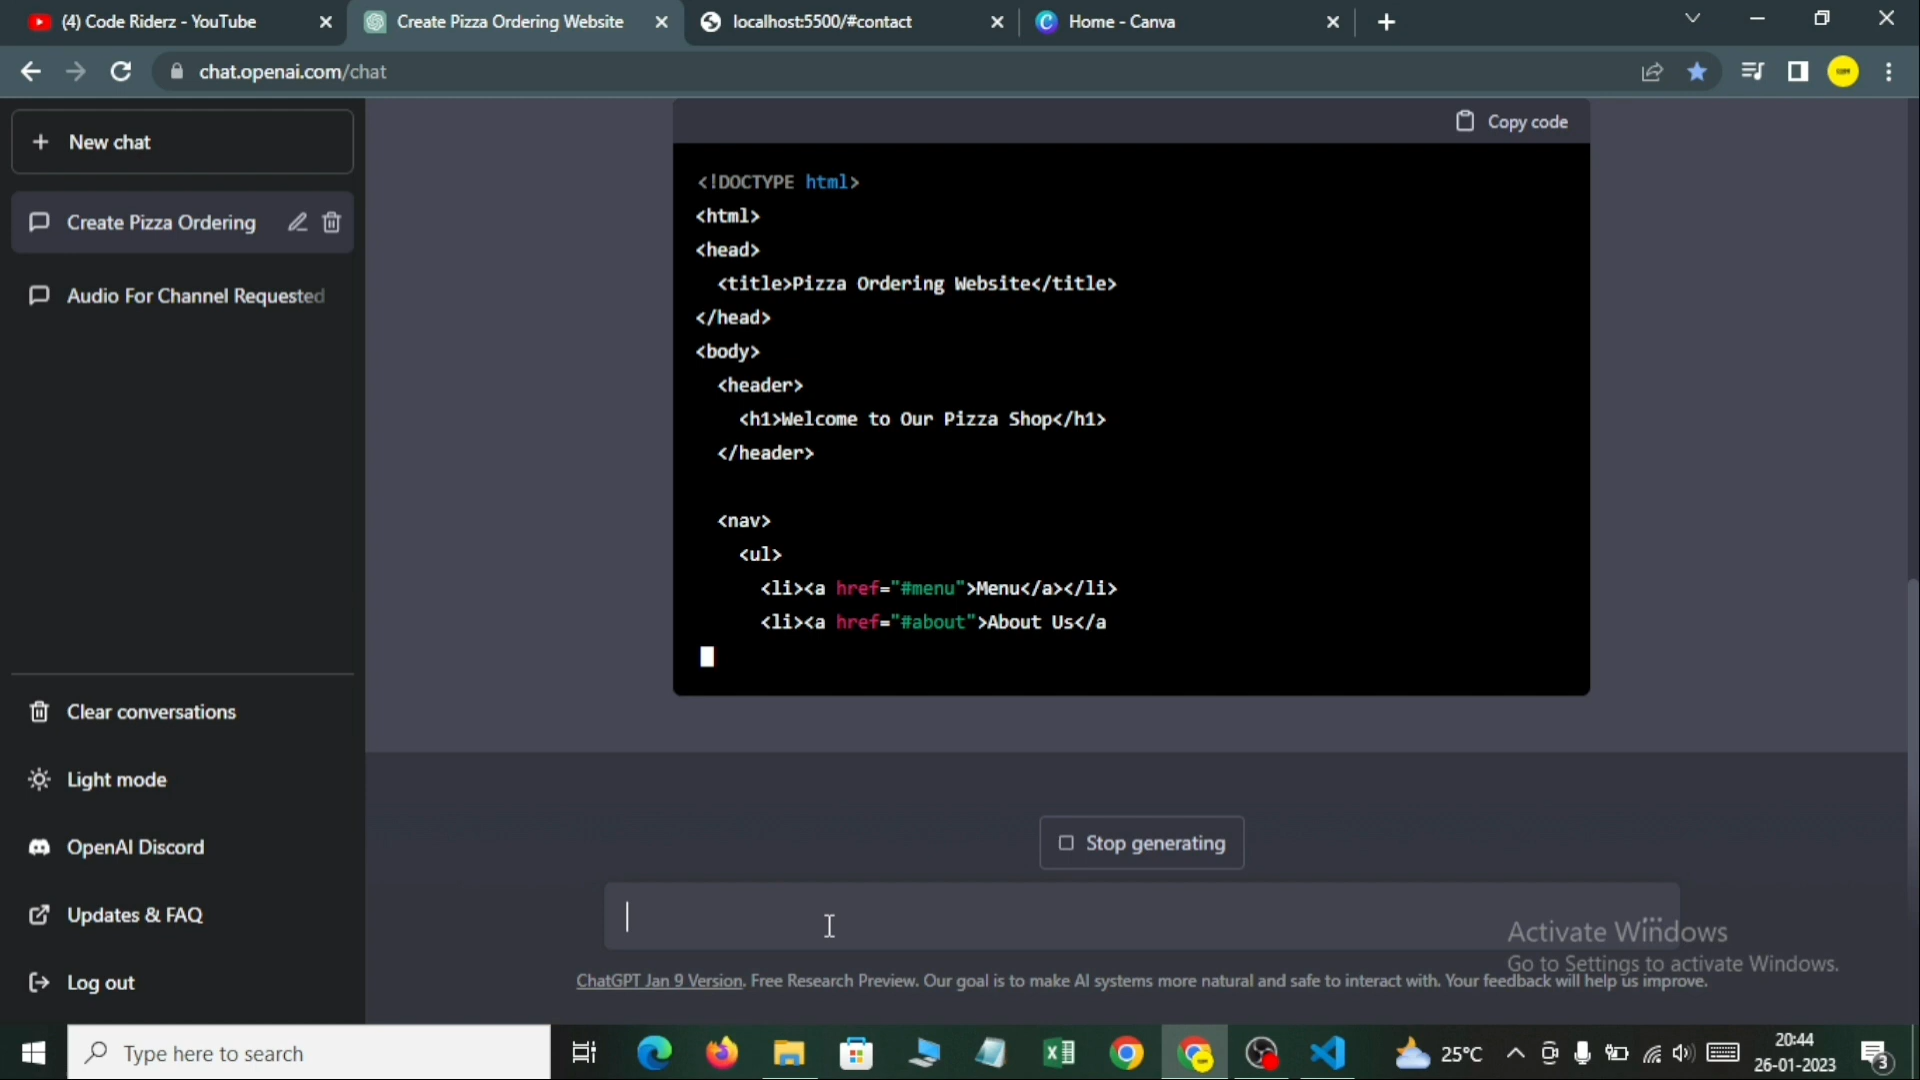 (4) Code Riderz - YouTube
Create Pizza Ordering Website
localhost:5500/#contact
Home - Canva
chat.openai.com/chat
New chat
Create Pizza Ordering
Audio For Channel Requested
Clear conversations
Light mode
OpenAI Discord
Updates & FAQ
Log out
Copy code
<!DOCTYPE html>
<html>
<head>
<title>Pizza Ordering Website</title>
</head>
<body>
<header>
<h1>Welcome to Our Pizza Shop</h1>
</header>
<nav>
<ul>
<li><a href="#menu">Menu</a></li>
<li><a href="#about">About Us</a
Stop generating
Activate Windows
Go to Settings to activate Windows.
ChatGPT Jan 9 Version. Free Research Preview. Our goal is to make AI systems more natural and safe to interact with. Your feedback will help us improve.
Type here to search
25°C
20:44
26-01-2023
3